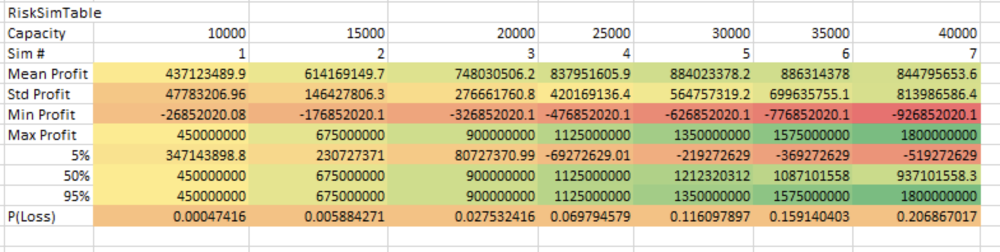 RiskSimTable
Capacity 10000 15000 20000 25000 30000 35000 40000
Sim # 1 2 3 4 5 6 7
Mean Profit 437123489.9 614169149.7 748030506.2 837951605.9 884023378.2 886314378 844795653.6
Std Profit 47783206.96 146427806.3 276661760.8 420169136.4 564757319.2 699635755.1 813986586.4
Min Profit -26852020.08 -176852020.1 -326852020.1 -476852020.1 -626852020.1 -776852020.1 -926852020.1
Max Profit 450000000 675000000 900000000 1125000000 1350000000 1575000000 1800000000
5% 347143898.8 230727371 80727370.99 -69272629.01 -219272629 -369272629 -519272629
50% 450000000 675000000 900000000 1125000000 1212320312 1087101558 937101558.3
95% 450000000 675000000 900000000 1125000000 1350000000 1575000000 1800000000
P(Loss) 0.00047416 0.005884271 0.027532416 0.069794579 0.116097897 0.159140403 0.206867017